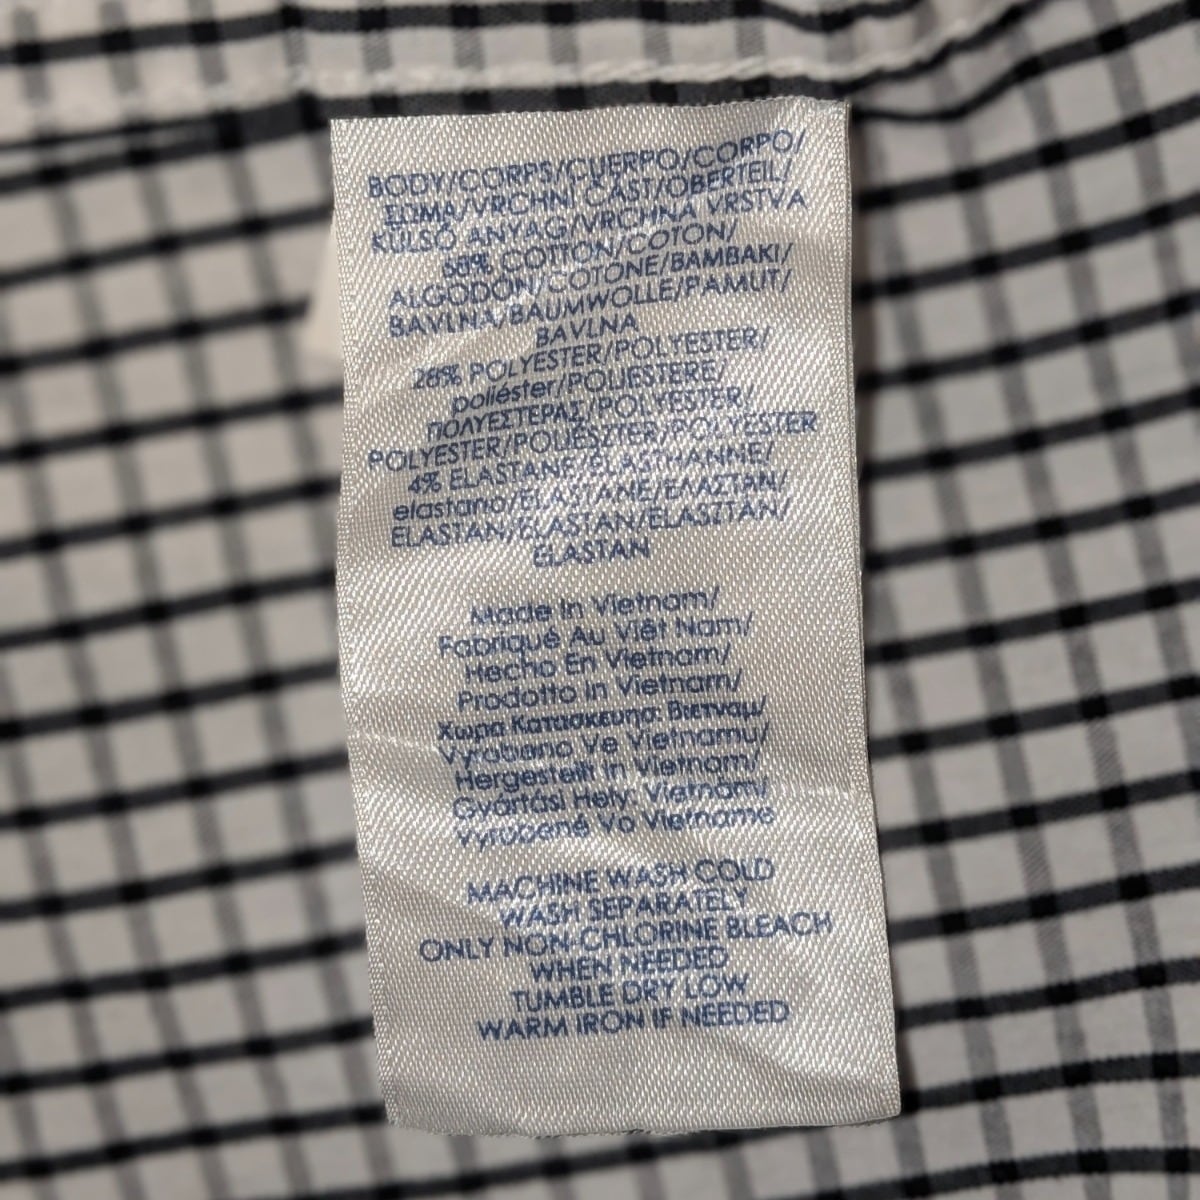 BODY/CORPS/CUERPO/CORPO/
ΣΩΜΑ/VRCHNÍ ČÁST/OBERTEIL/
KÜLSŐ ANYAG/VRCHNÁ VRSTVA
68% COTTON/COTON/
ALGODÓN/COTONE/BAMBAKI/
BAVLNA/BAUMWOLLE/PAMUT/
BAVLNA
28% POLYESTER/POLYESTER/
poliéster/POLIESTERE/
ΠΟΛΥΕΣΤΕΡΑΣ/POLYESTER/
POLYESTER/POLIÉSZTER/POLYESTER
4% ELASTANE/ÉLASTHANNE/
elastano/ELASTANE/ΕΛΑΣΤΑΝ/
ELASTAN/ELASTAN/ELASZTÁN/
ELASTAN
Made In Vietnam/
Fabriqué Au Viêt Nam/
Hecho En Vietnam/
Prodotto In Vietnam/
Χωρα Κατασκευης: Βιετναμ/
Vyrobeno Ve Vietnamu/
Hergestellt In Vietnam/
Gyártási Hely: Vietnam/
Vyrobené Vo Vietname
MACHINE WASH COLD
WASH SEPARATELY
ONLY NON-CHLORINE BLEACH
WHEN NEEDED
TUMBLE DRY LOW
WARM IRON IF NEEDED